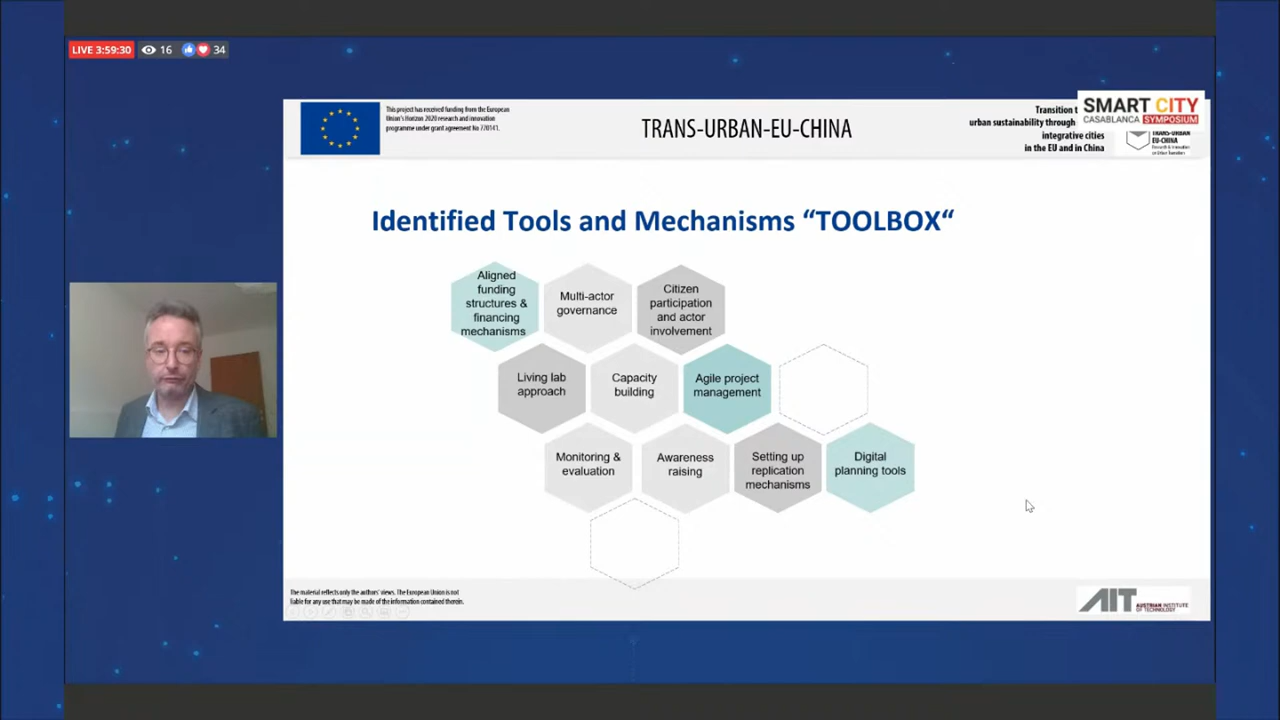 LIVE 3:59:30 16 34
This project has received funding from the European
Union's Horizon 2020 research and innovation
programme under grant agreement No 770141.
TRANS-URBAN-EU-CHINA
Transition t
urban sustainability through
integrative cities
in the EU and in China
SMART CITY
CASABLANCA SYMPOSIUM
TRANS-URBAN
EU-CHINA
Identified Tools and Mechanisms “TOOLBOX“
Aligned
funding
structures &
financing
mechanisms
Multi-actor
governance
Citizen
participation
and actor
involvement
Living lab
approach
Capacity
building
Agile project
management
Monitoring &
evaluation
Awareness
raising
Setting up
replication
mechanisms
Digital
planning tools
The material reflects only the authors' views. The European Union is not
liable for any use that may be made of the information contained therein.
AIT AUSTRIAN INSTITUTE
OF TECHNOLOGY